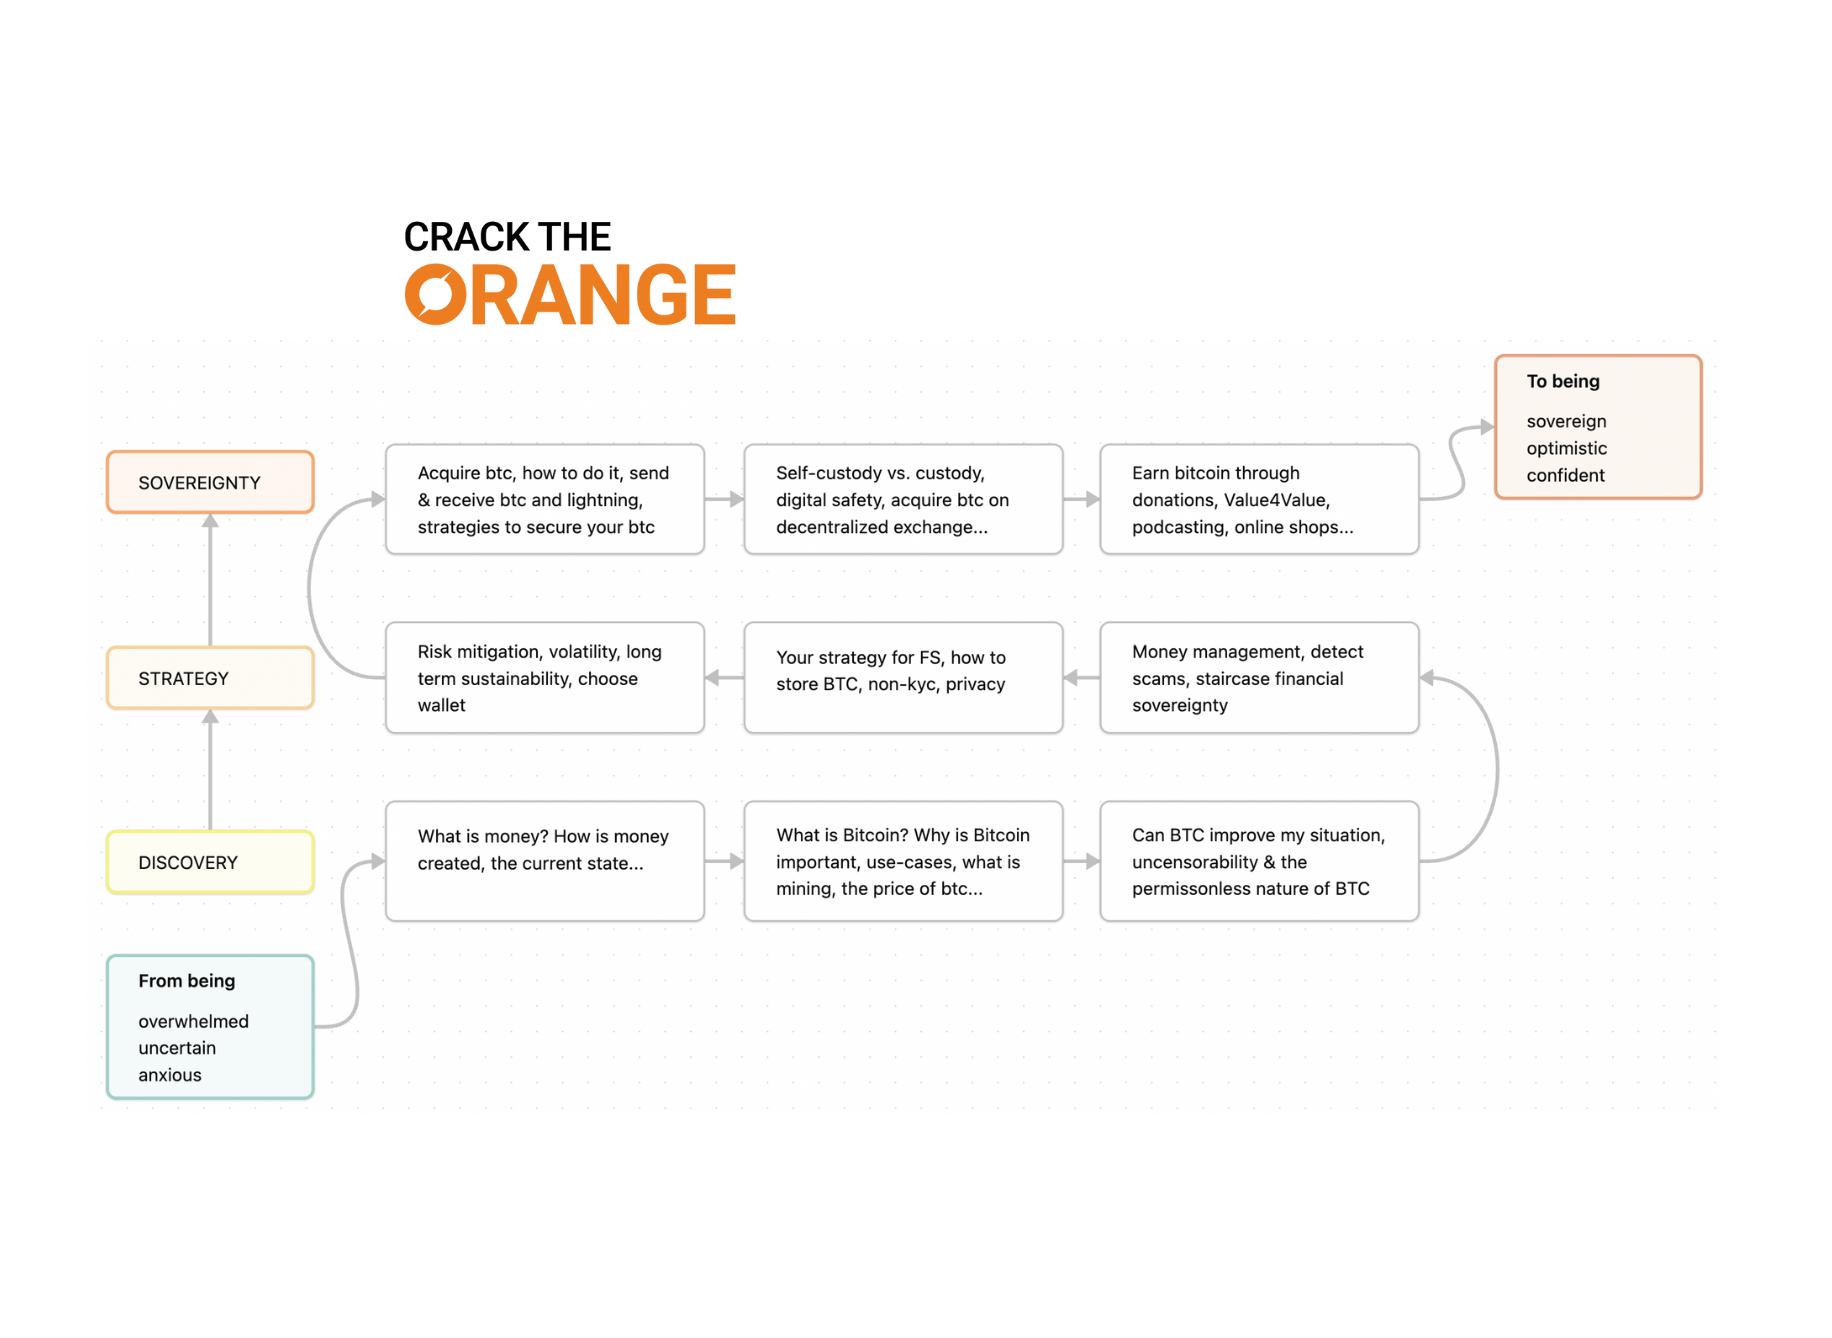 CRACK THE
ORANGE
To being
sovereign
optimistic
confident
SOVEREIGNTY
Acquire btc, how to do it, send
& receive btc and lightning,
strategies to secure your btc
Self-custody vs. custody,
digital safety, acquire btc on
decentralized exchange...
Earn bitcoin through
donations, Value4Value,
podcasting, online shops...
STRATEGY
Risk mitigation, volatility, long
term sustainability, choose
wallet
Your strategy for FS, how to
store BTC, non-kyc, privacy
Money management, detect
scams, staircase financial
sovereignty
DISCOVERY
What is money? How is money
created, the current state...
What is Bitcoin? Why is Bitcoin
important, use-cases, what is
mining, the price of btc...
Can BTC improve my situation,
uncensorability & the
permissonless nature of BTC
From being
overwhelmed
uncertain
anxious